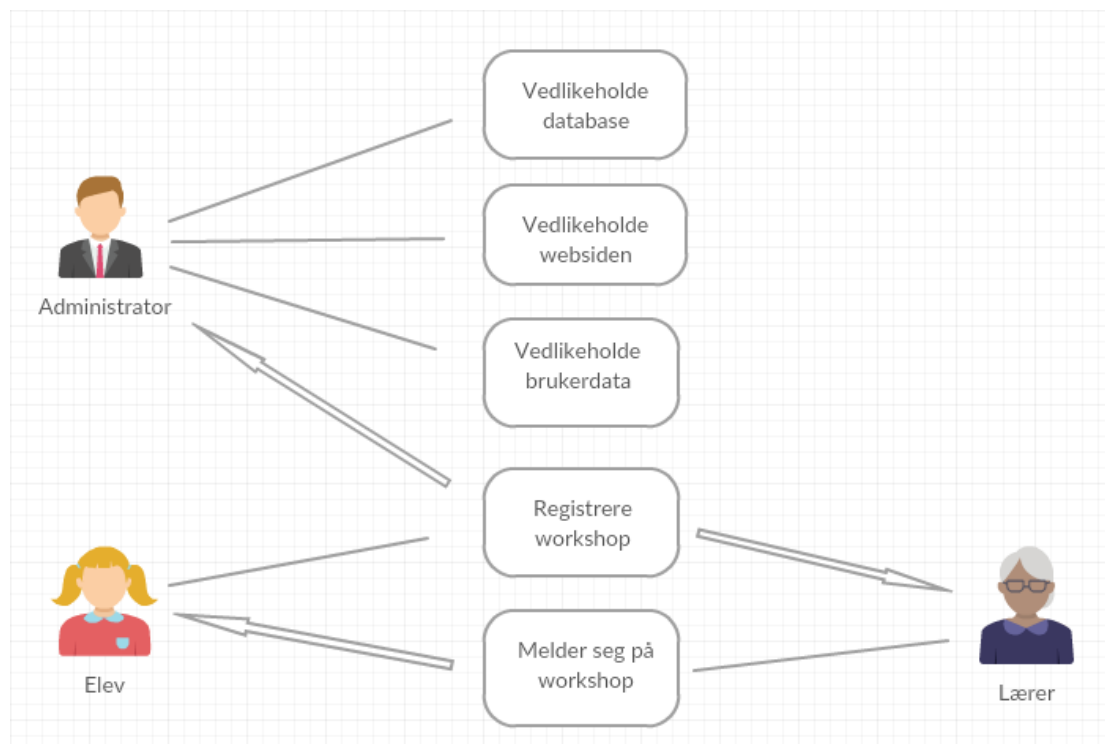 Vedlikeholde
database
Vedlikeholde
websiden
Administrator
Vedlikeholde
brukerdata
Registrere
workshop
Melder seg på
workshop
Elev
Lærer